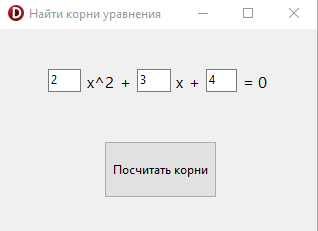 Найти корни уравнения
2 x^2 + 3 x + 4 = 0
Посчитать корни